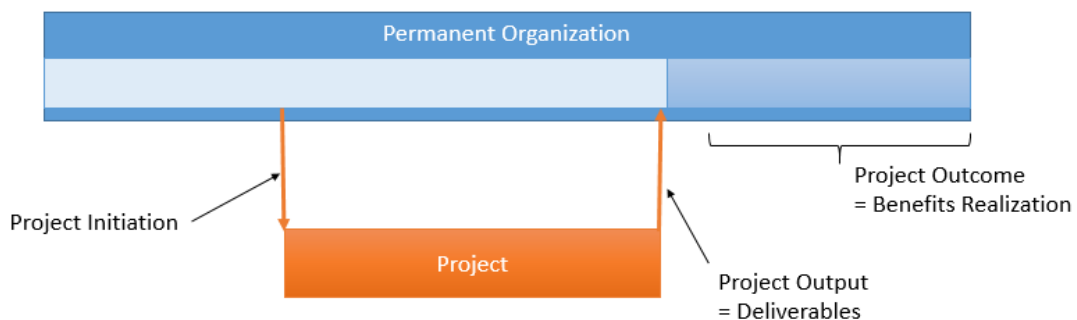 Permanent Organization
Project Initiation
Project
Project Output
= Deliverables
Project Outcome
= Benefits Realization